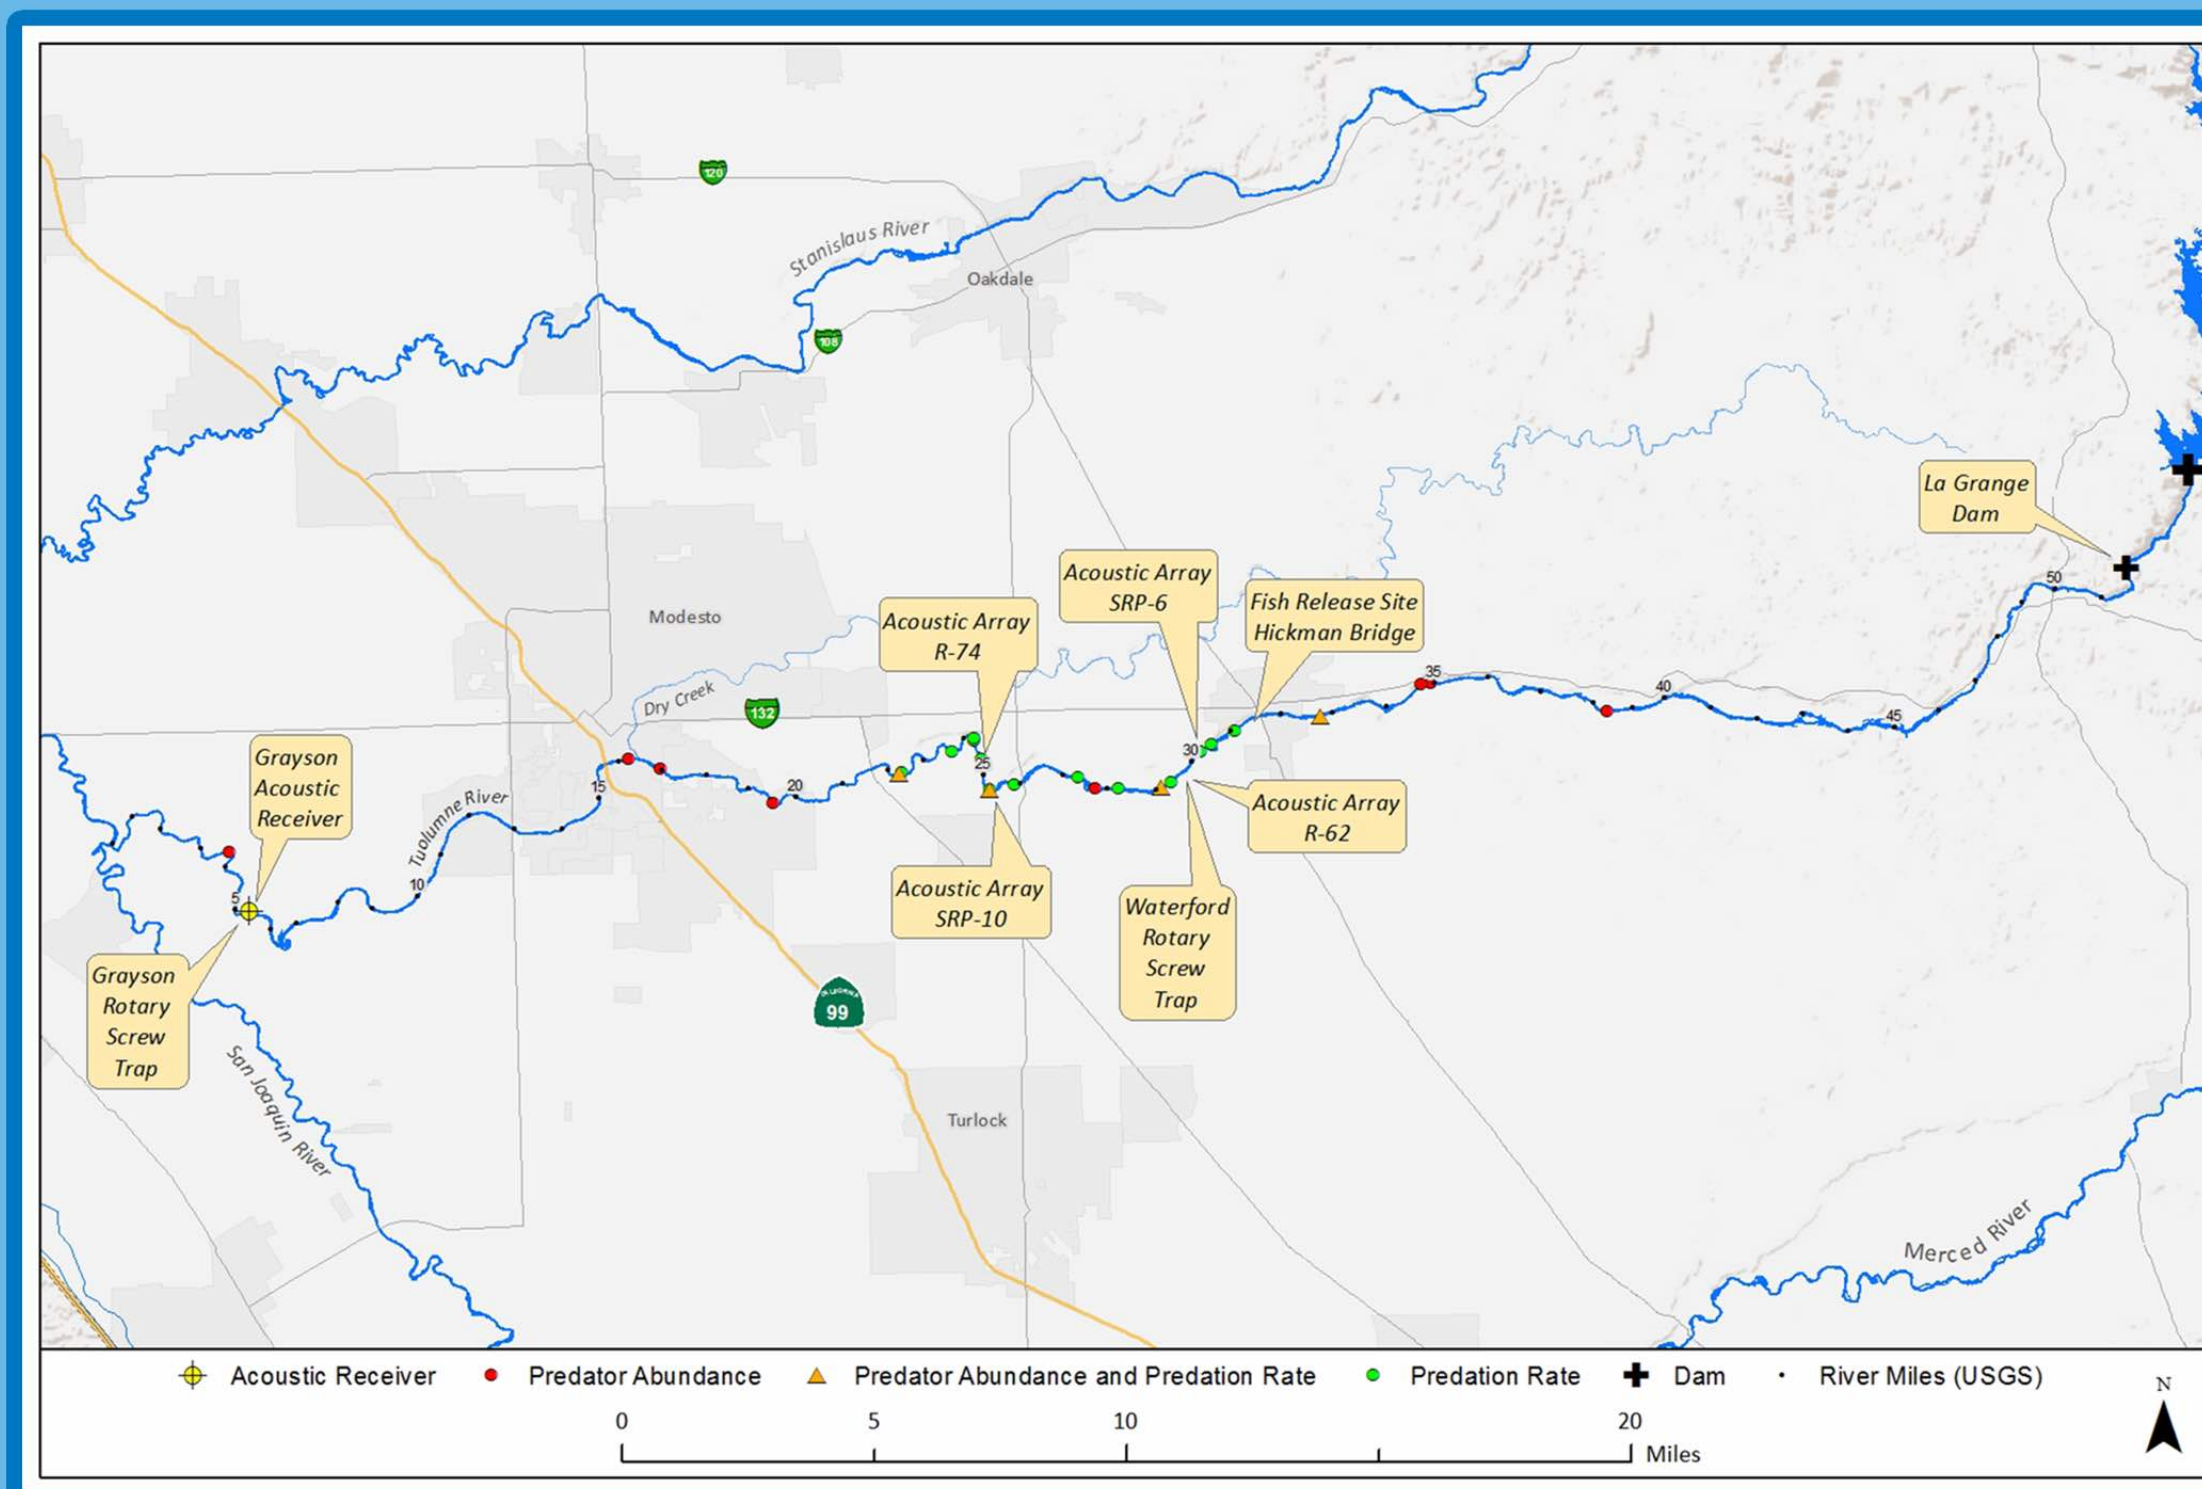 120
Stanislaus River
Oakdale
108
La Grange
Dam
Acoustic Array
SRP-6
50
Fish Release Site
Hickman Bridge
Modesto
Acoustic Array
R-74
35
40
Dry Creek
132
45
Grayson
Acoustic
Receiver
30
25
20
15
Tuolumne River
Acoustic Array
R-62
10
5
Acoustic Array
SRP-10
Waterford
Rotary
Screw
Trap
Grayson
Rotary
Screw
Trap
CALIFORNIA
99
San Joaquin River
Turlock
Merced River
Acoustic Receiver
Predator Abundance
Predator Abundance and Predation Rate
Predation Rate
Dam
River Miles (USGS)
N
0 5 10 20
Miles